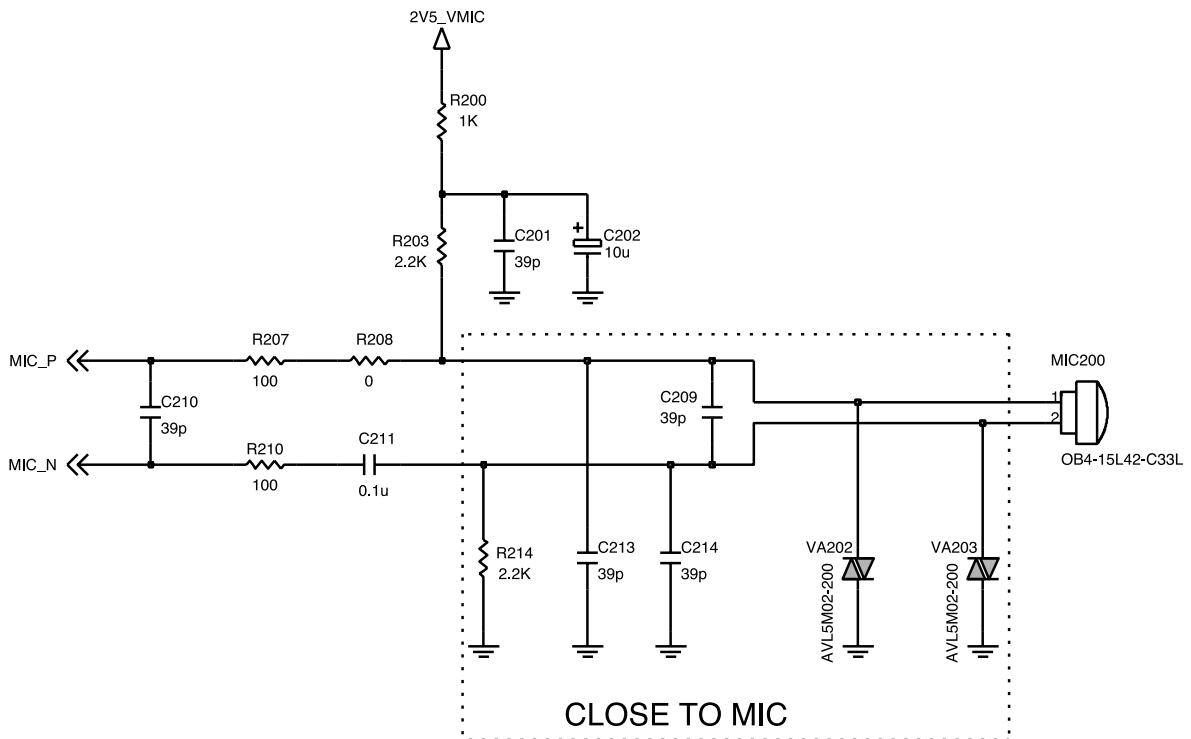 2V5_VMIC
R200
1K
R203
2.2K
C201
39p
+
C202
10u
MIC_P
R207
100
R208
0
C210
39p
MIC_N
R210
100
C211
0.1u
C209
39p
R214
2.2K
C213
39p
C214
39p
VA202
AVL5M02-200
VA203
AVL5M02-200
MIC200
1
2
OB4-15L42-C33L
CLOSE TO MIC